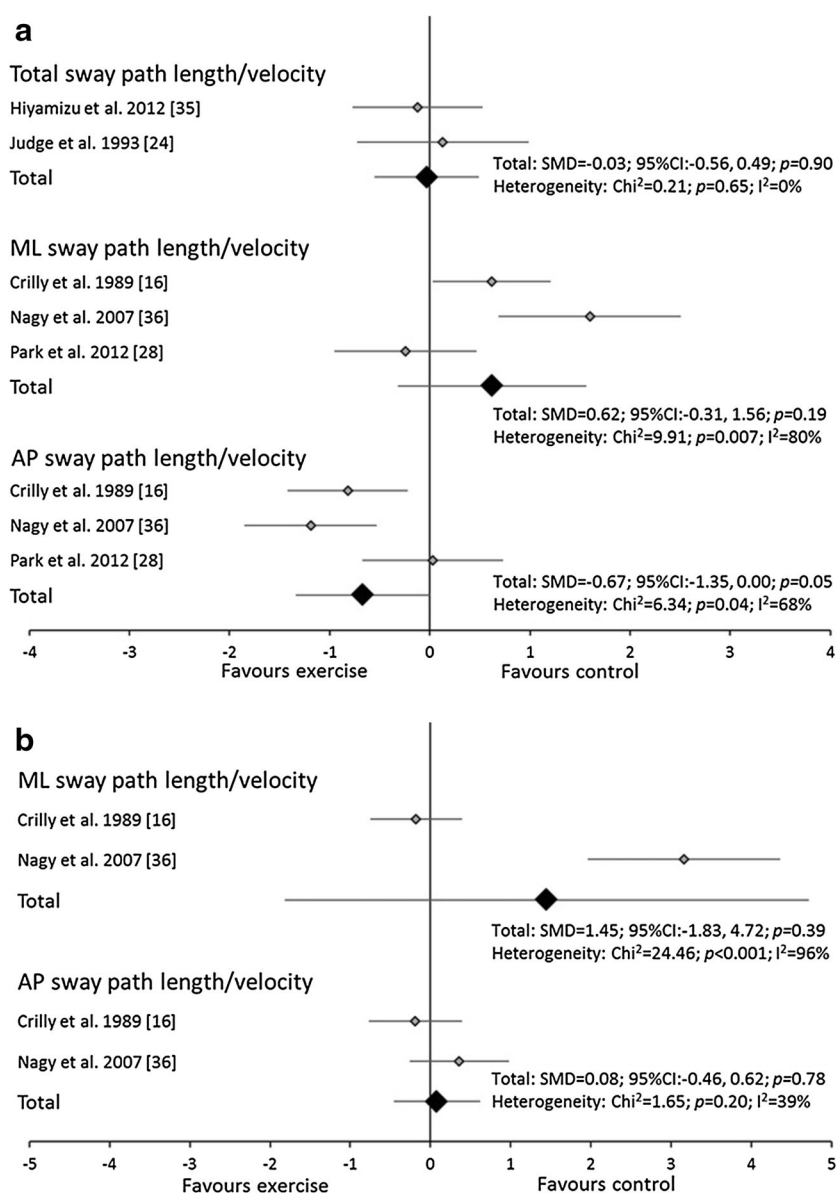 a
Total sway path length/velocity
Hiyamizu et al. 2012 [35]
Judge et al. 1993 [24]
Total
Total: SMD=-0.03; 95%CI:-0.56, 0.49; p=0.90
Heterogeneity: Chi²=0.21; p=0.65; I²=0%
ML sway path length/velocity
Crilly et al. 1989 [16]
Nagy et al. 2007 [36]
Park et al. 2012 [28]
Total
Total: SMD=0.62; 95%CI:-0.31, 1.56; p=0.19
Heterogeneity: Chi²=9.91; p=0.007; I²=80%
AP sway path length/velocity
Crilly et al. 1989 [16]
Nagy et al. 2007 [36]
Park et al. 2012 [28]
Total
Total: SMD=-0.67; 95%CI:-1.35, 0.00; p=0.05
Heterogeneity: Chi²=6.34; p=0.04; I²=68%
-4 -3 -2 -1 0 1 2 3 4
Favours exercise Favours control
b
ML sway path length/velocity
Crilly et al. 1989 [16]
Nagy et al. 2007 [36]
Total
Total: SMD=1.45; 95%CI:-1.83, 4.72; p=0.39
Heterogeneity: Chi²=24.46; p<0.001; I²=96%
AP sway path length/velocity
Crilly et al. 1989 [16]
Nagy et al. 2007 [36]
Total
Total: SMD=0.08; 95%CI:-0.46, 0.62; p=0.78
Heterogeneity: Chi²=1.65; p=0.20; I²=39%
-5 -4 -3 -2 -1 0 1 2 3 4 5
Favours exercise Favours control